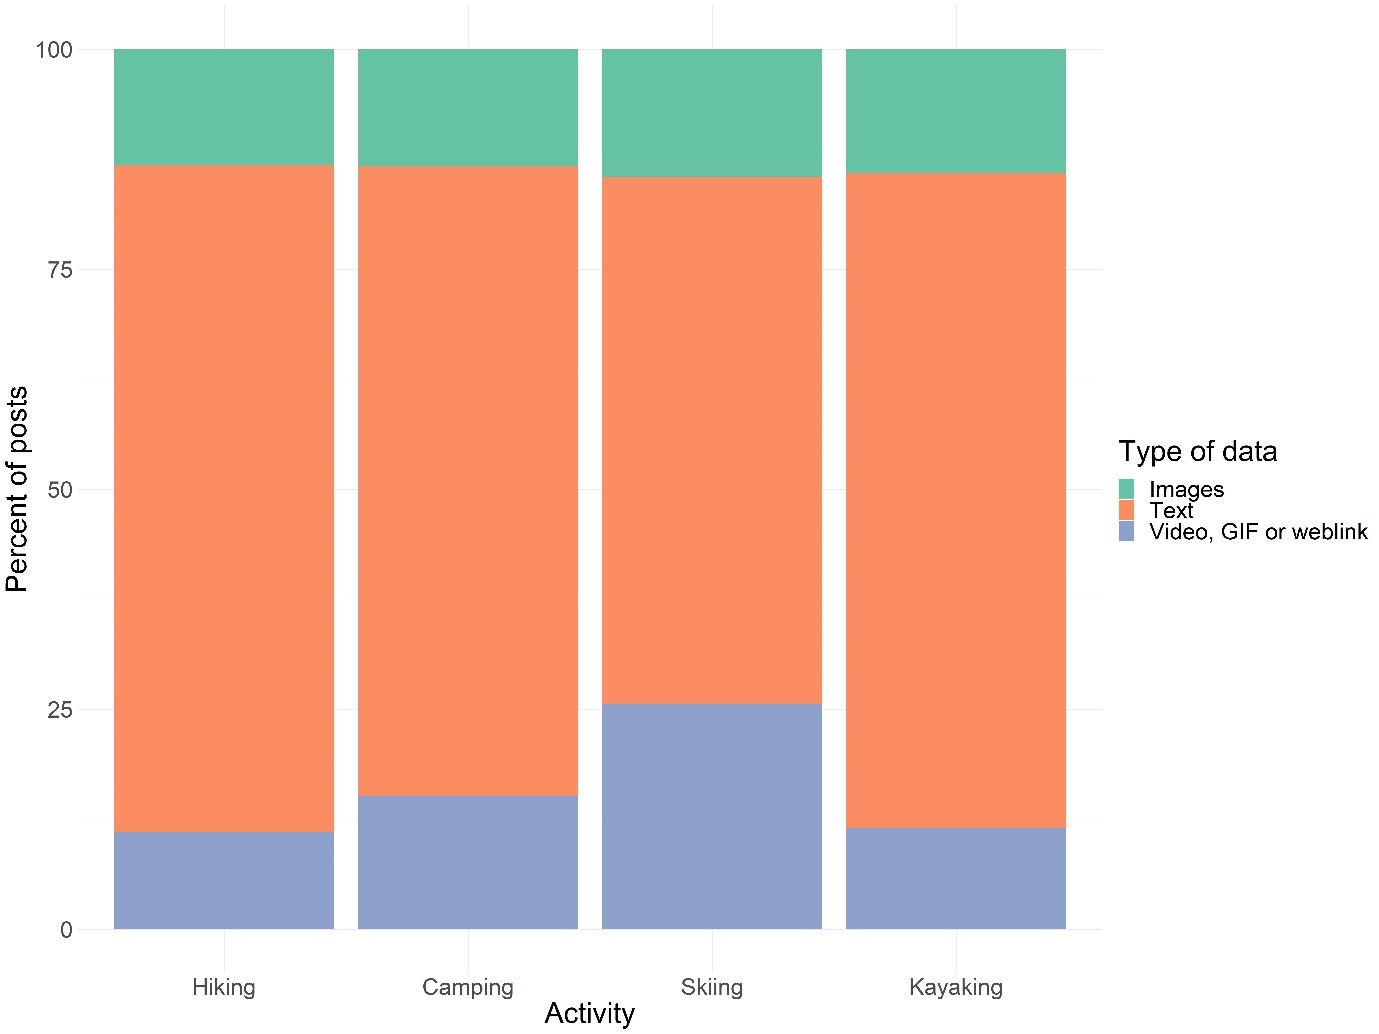 100
75
50
25
0
Percent of posts
Hiking
Camping
Skiing
Kayaking
Activity
Type of data
Images
Text
Video, GIF or weblink